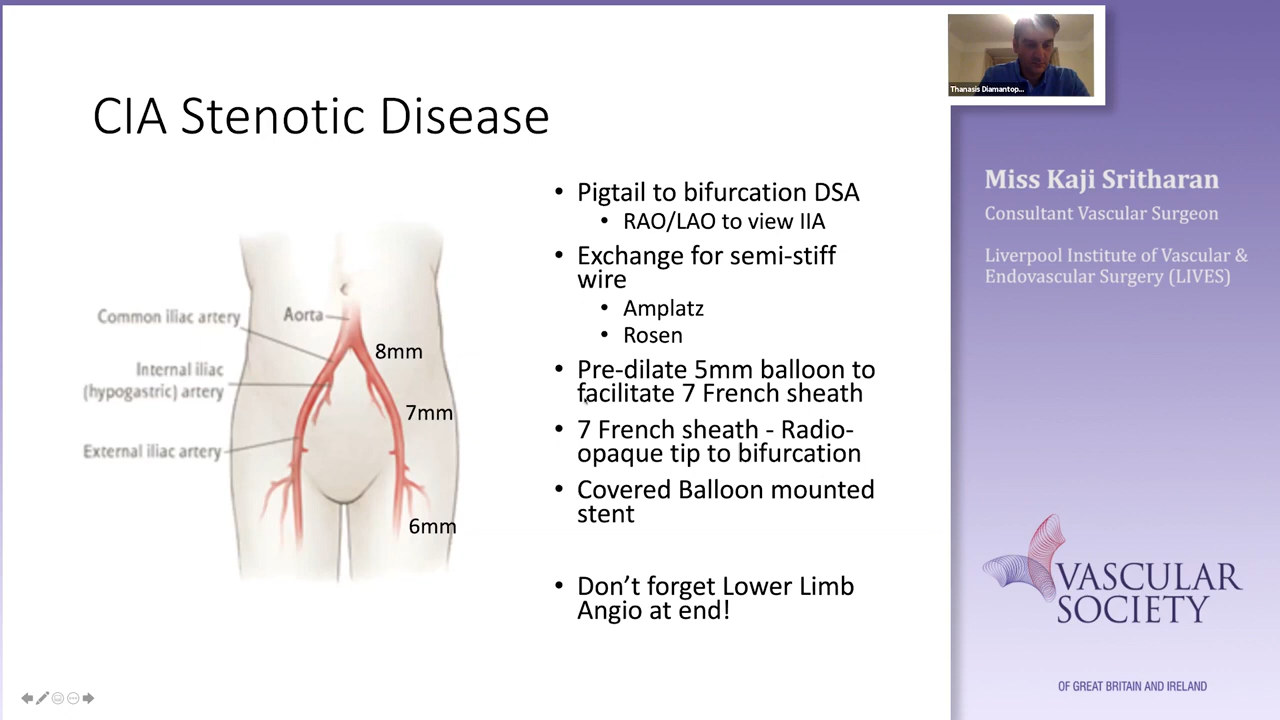 CIA Stenotic Disease
Common iliac artery
Aorta
Internal iliac
(hypogastric) artery
External iliac artery
8mm
7mm
6mm
• Pigtail to bifurcation DSA
• RAO/LAO to view IIA
• Exchange for semi-stiff
wire
• Amplatz
• Rosen
• Pre-dilate 5mm balloon to
facilitate 7 French sheath
• 7 French sheath - Radio-
opaque tip to bifurcation
• Covered Balloon mounted
stent
• Don’t forget Lower Limb
Angio at end!
Thanasis Diamantop...
Miss Kaji Sritharan
Consultant Vascular Surgeon
Liverpool Institute of Vascular &
Endovascular Surgery (LIVES)
VASCULAR
SOCIETY
OF GREAT BRITAIN AND IRELAND